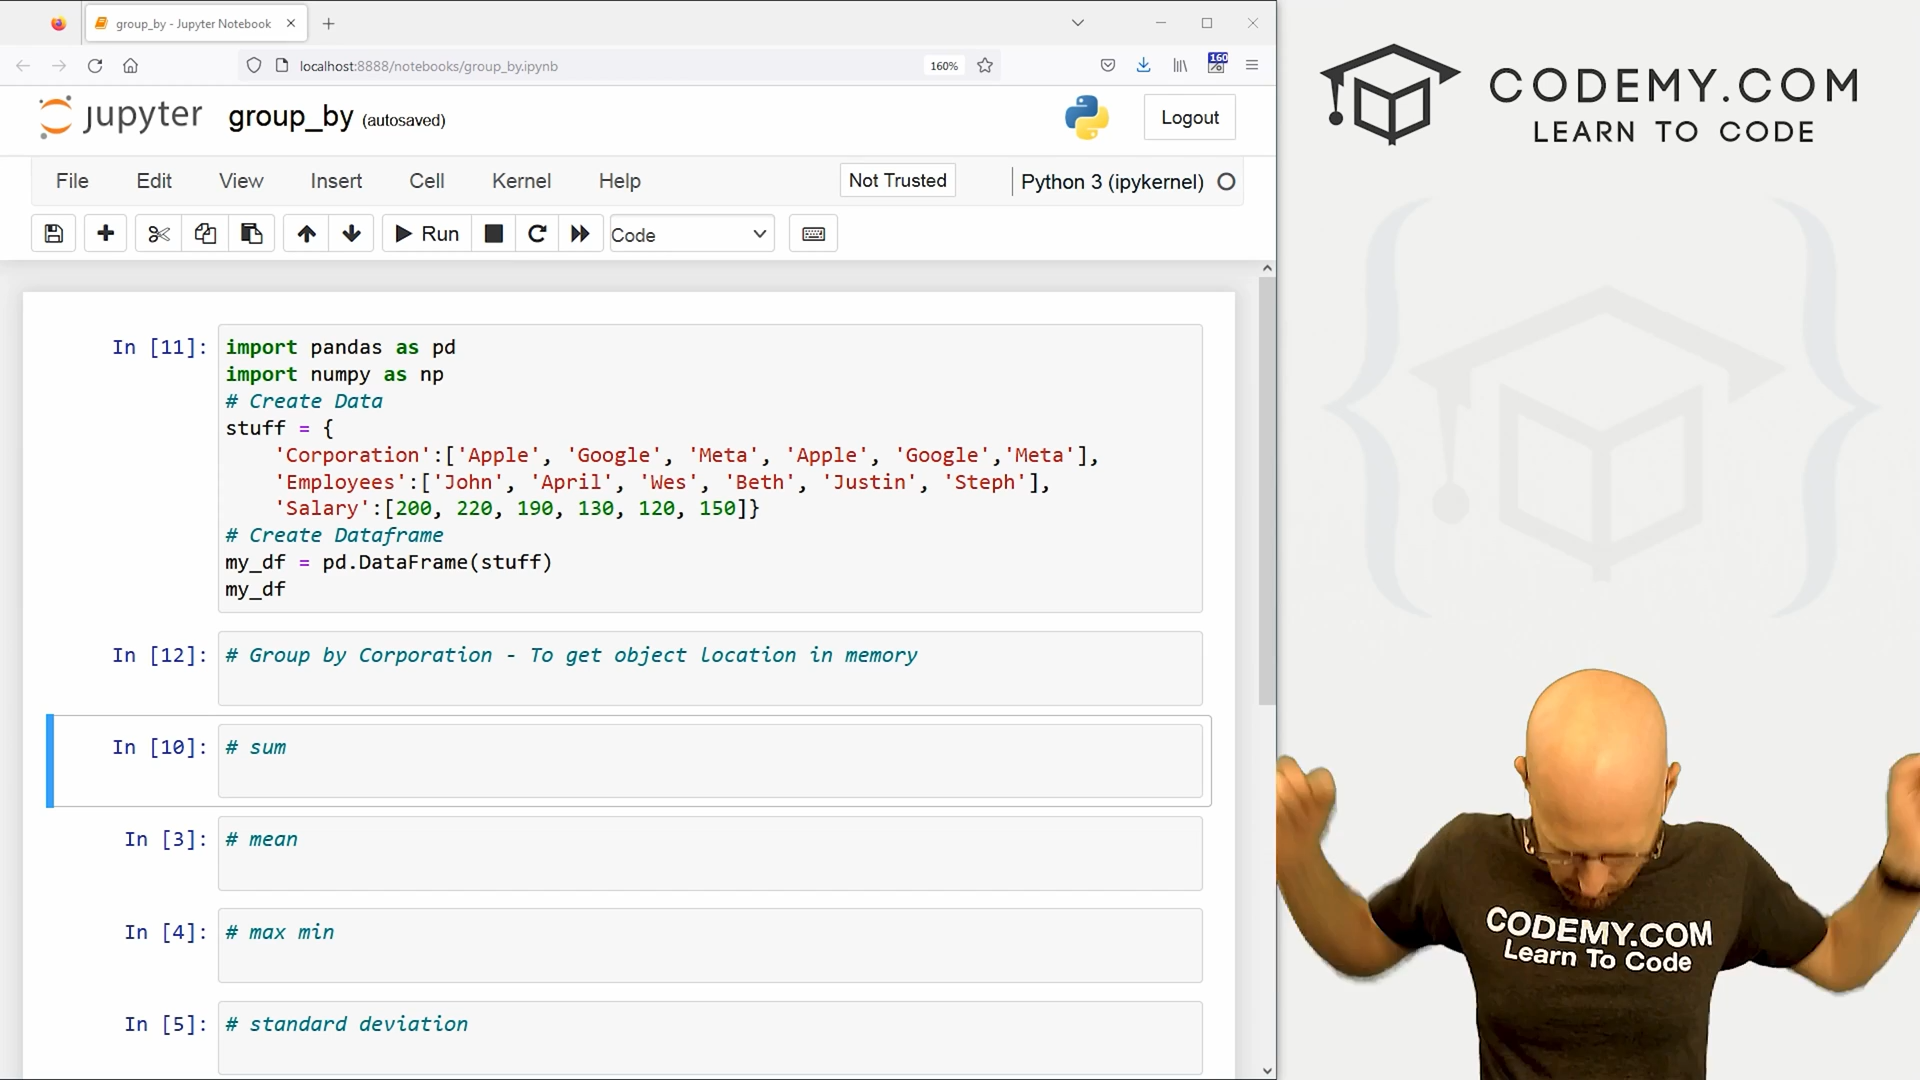 group_by - Jupyter Notebook
localhost:8888/notebooks/group_by.ipynb
160%
160
jupyter group_by (autosaved)
Logout
File Edit View Insert Cell Kernel Help
Not Trusted
Python 3 (ipykernel)
Run
Code
In [11]:
import pandas as pd
import numpy as np
# Create Data
stuff = {
'Corporation':['Apple', 'Google', 'Meta', 'Apple', 'Google','Meta'],
'Employees':['John', 'April', 'Wes', 'Beth', 'Justin', 'Steph'],
'Salary':[200, 220, 190, 130, 120, 150]}
# Create Dataframe
my_df = pd.DataFrame(stuff)
my_df
In [12]: # Group by Corporation - To get object location in memory
In [10]: # sum
In [3]: # mean
In [4]: # max min
In [5]: # standard deviation
CODEMY.COM
LEARN TO CODE
CODEMY.COM
Learn To Code